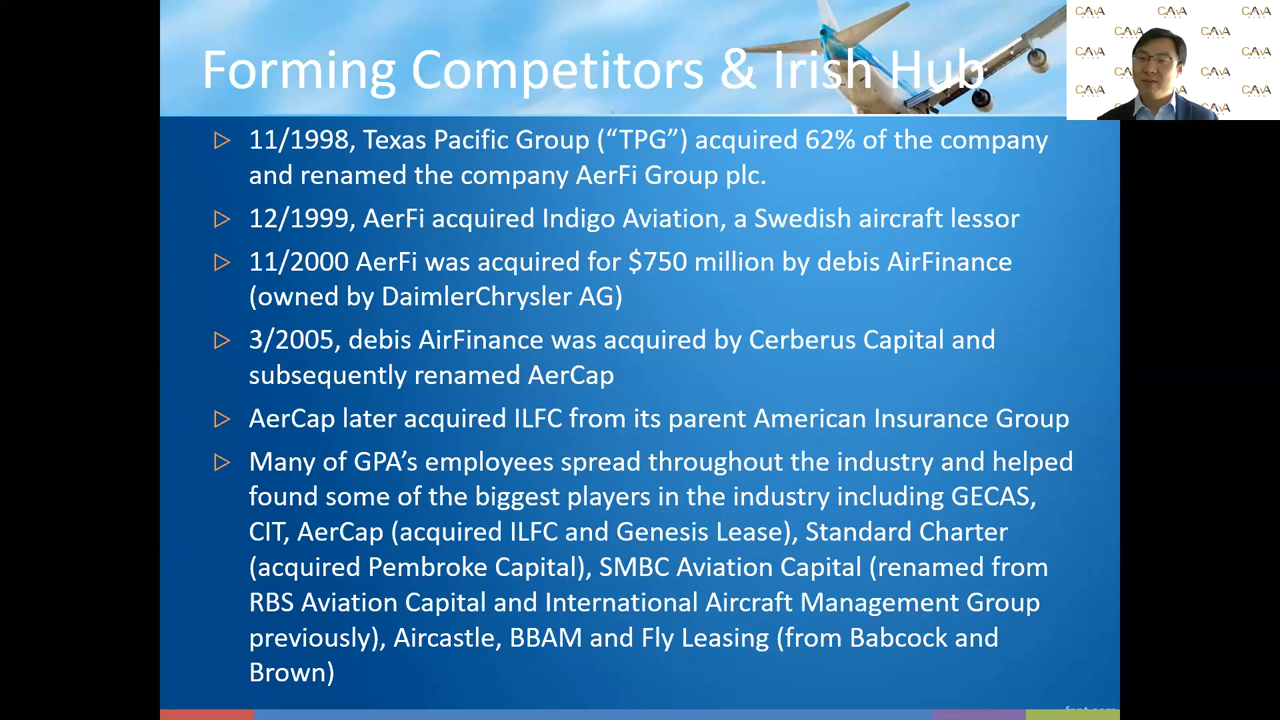 Forming Competitors & Irish Hub
11/1998, Texas Pacific Group (“TPG”) acquired 62% of the company
and renamed the company AerFi Group plc.
12/1999, AerFi acquired Indigo Aviation, a Swedish aircraft lessor
11/2000 AerFi was acquired for $750 million by debis AirFinance
(owned by DaimlerChrysler AG)
3/2005, debis AirFinance was acquired by Cerberus Capital and
subsequently renamed AerCap
AerCap later acquired ILFC from its parent American Insurance Group
Many of GPA’s employees spread throughout the industry and helped
found some of the biggest players in the industry including GECAS,
CIT, AerCap (acquired ILFC and Genesis Lease), Standard Charter
(acquired Pembroke Capital), SMBC Aviation Capital (renamed from
RBS Aviation Capital and International Aircraft Management Group
previously), Aircastle, BBAM and Fly Leasing (from Babcock and
Brown)